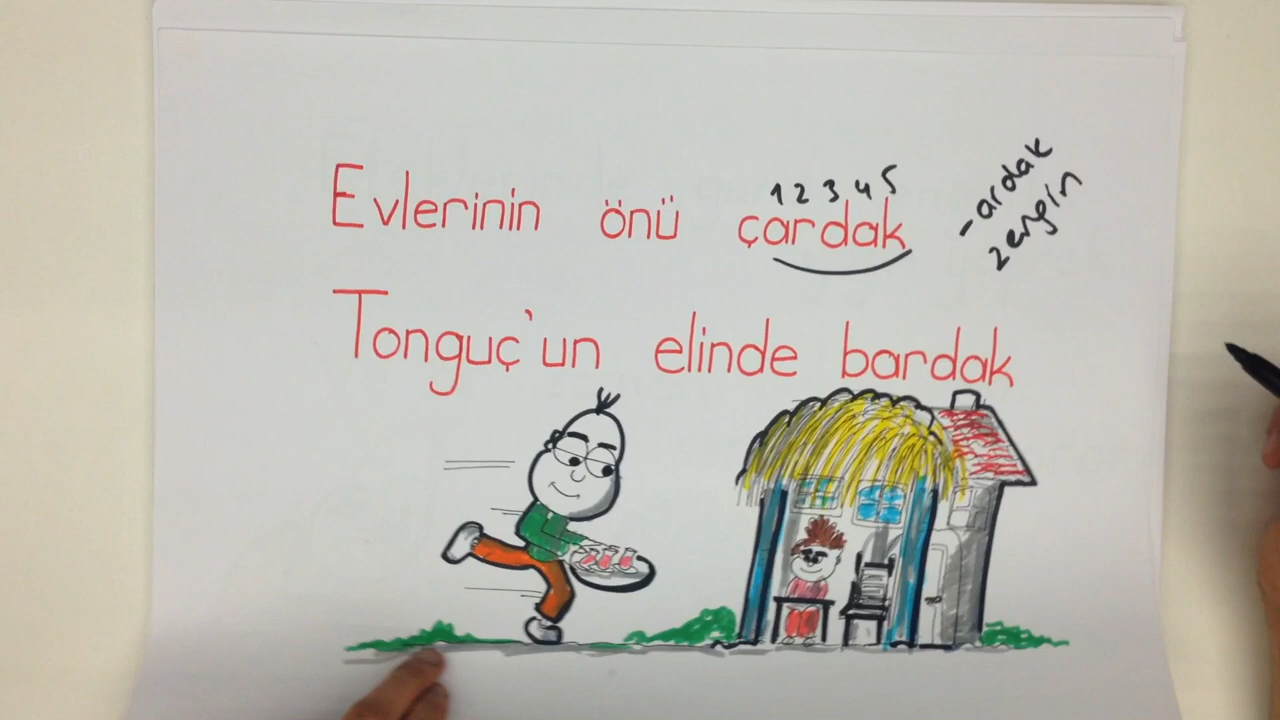 1 2 3 4 5
Evlerinin önü çardak
-ardak
zengin
Tonguç'un elinde bardak